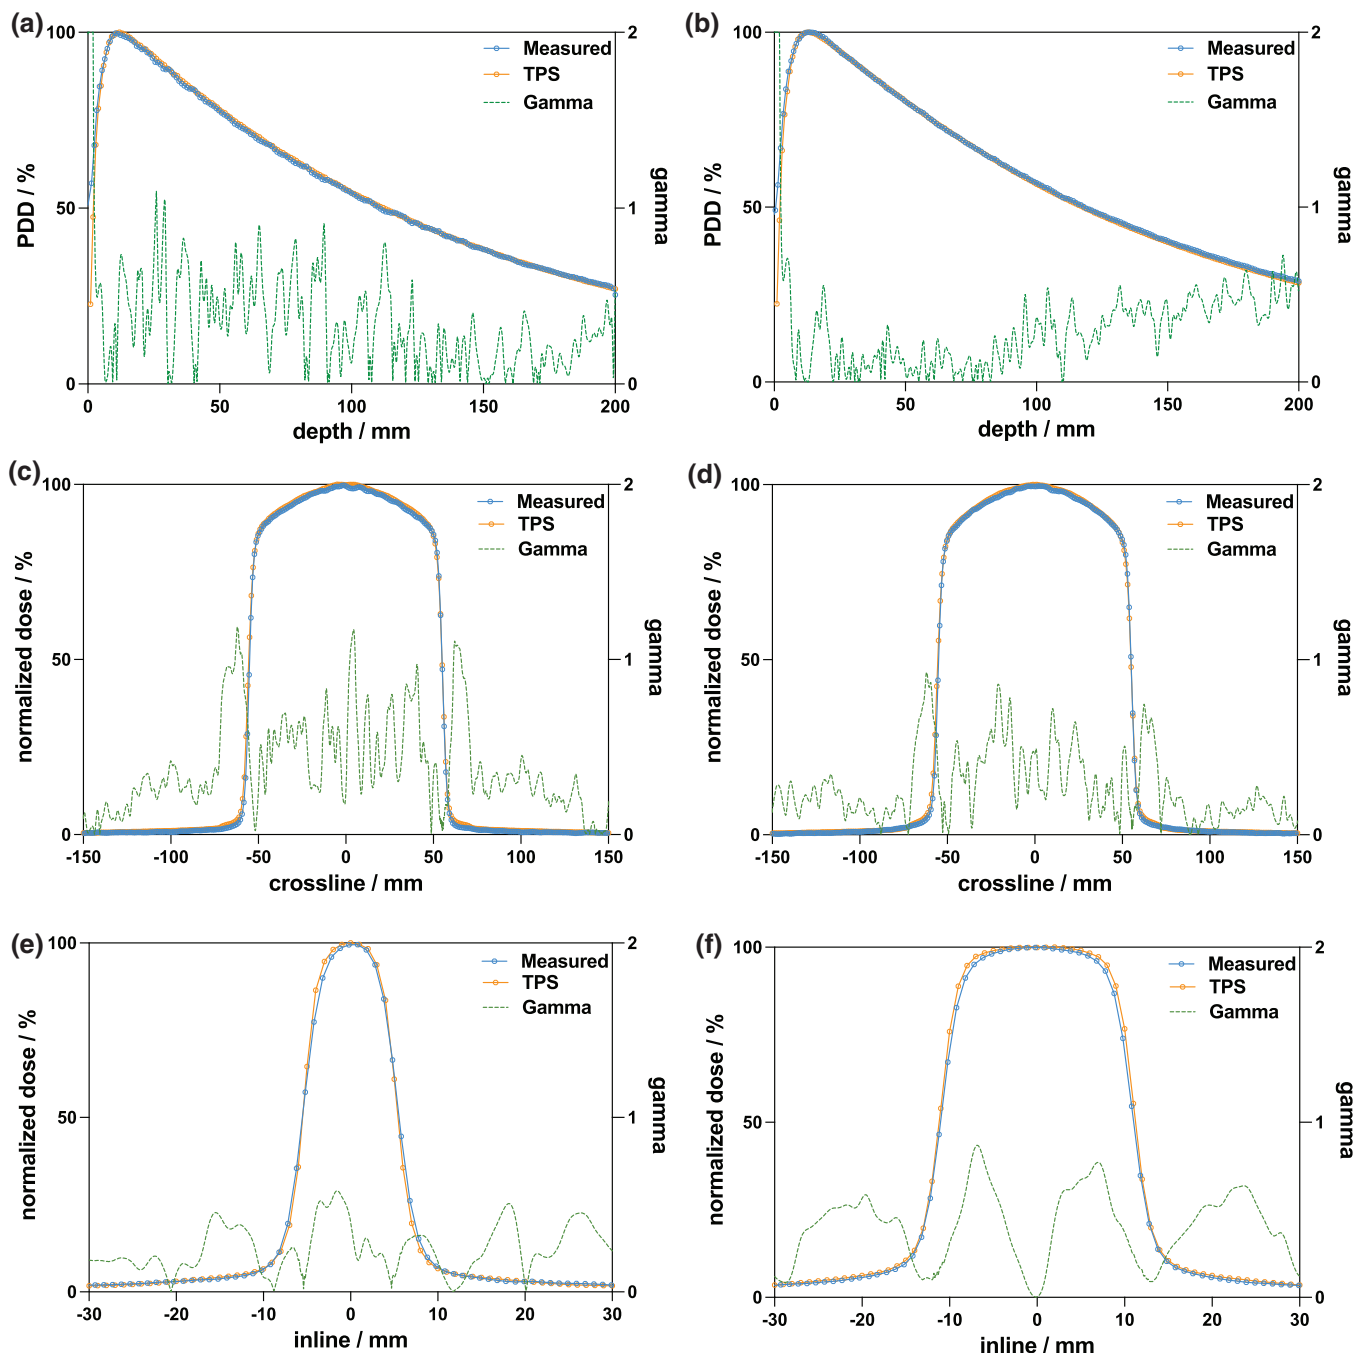 (a)
100
50
0
PDD / %
0 50 100 150 200
depth / mm
2
1
0
gamma
Measured
TPS
Gamma
(b)
100
50
0
PDD / %
0 50 100 150 200
depth / mm
2
1
0
gamma
Measured
TPS
Gamma
(c)
100
50
0
normalized dose / %
-150 -100 -50 0 50 100 150
crossline / mm
2
1
0
gamma
Measured
TPS
Gamma
(d)
100
50
0
normalized dose / %
-150 -100 -50 0 50 100 150
crossline / mm
2
1
0
gamma
Measured
TPS
Gamma
(e)
100
50
0
normalized dose / %
-30 -20 -10 0 10 20 30
inline / mm
2
1
0
gamma
Measured
TPS
Gamma
(f)
100
50
0
normalized dose / %
-30 -20 -10 0 10 20 30
inline / mm
2
1
0
gamma
Measured
TPS
Gamma